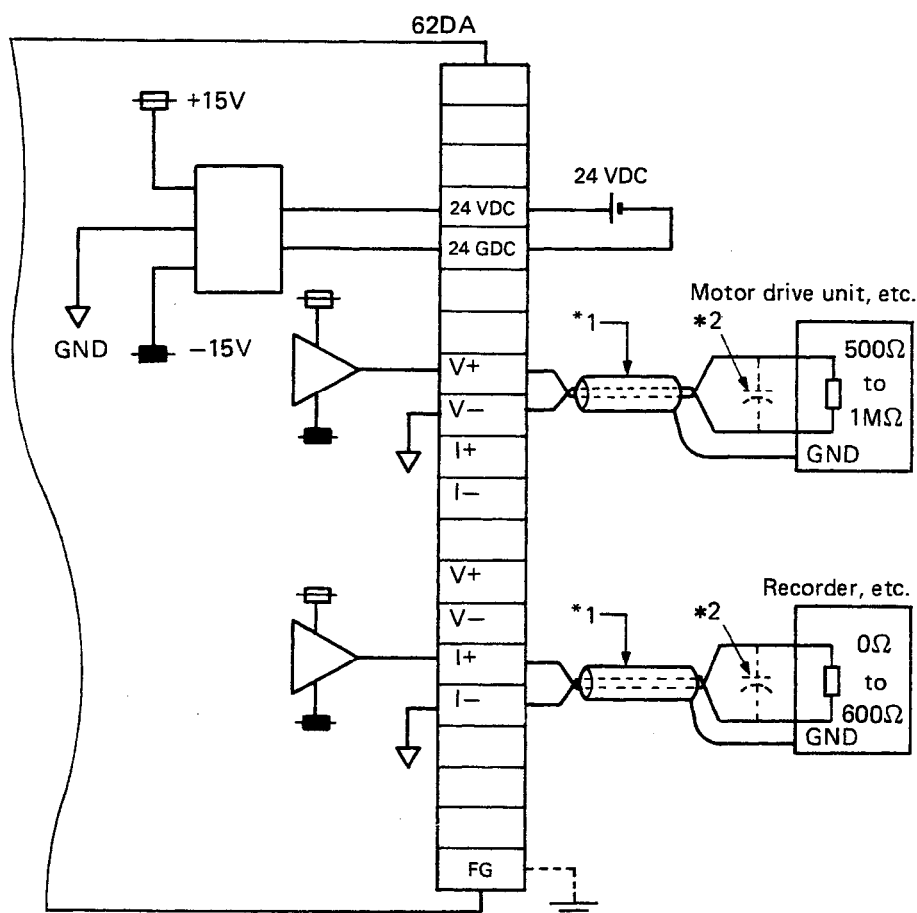 62DA
+15V
24 VDC
24 VDC
24 GDC
GND
−15V
Motor drive unit, etc.
*1
*2
500Ω
to
1MΩ
GND
V+
V−
I+
I−
V+
V−
I+
I−
Recorder, etc.
*1
*2
0Ω
to
600Ω
GND
FG